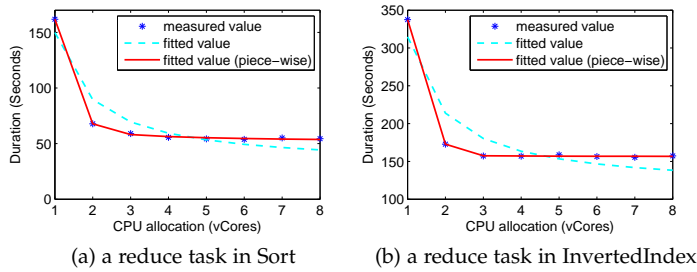 measured value
fitted value
fitted value (piece−wise)
150
100
50
0
Duration (Seconds)
1 2 3 4 5 6 7 8
CPU allocation (vCores)
(a) a reduce task in Sort
measured value
fitted value
fitted value (piece−wise)
350
300
250
200
150
100
Duration (Seconds)
1 2 3 4 5 6 7 8
CPU allocation (vCores)
(b) a reduce task in InvertedIndex